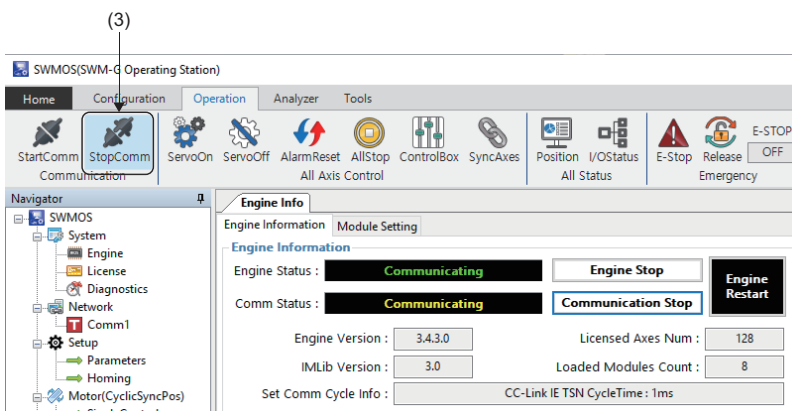 (3)
SWMOS(SWM-G Operating Station)
Home Configuration Operation Analyzer Tools
StartComm StopComm ServoOn ServoOff AlarmReset AllStop ControlBox SyncAxes Position I/OStatus E-Stop Release E-STOP OFF
Communication All Axis Control All Status Emergency
Navigator
SWMOS
System
Engine
License
Diagnostics
Network
Comm1
Setup
Parameters
Homing
Motor(CyclicSyncPos)
Engine Info
Engine Information Module Setting
Engine Information
Engine Status : Communicating Engine Stop
Engine Restart
Comm Status : Communicating Communication Stop
Engine Version : 3.4.3.0 Licensed Axes Num : 128
IMLib Version : 3.0 Loaded Modules Count : 8
Set Comm Cycle Info : CC-Link IE TSN CycleTime : 1ms